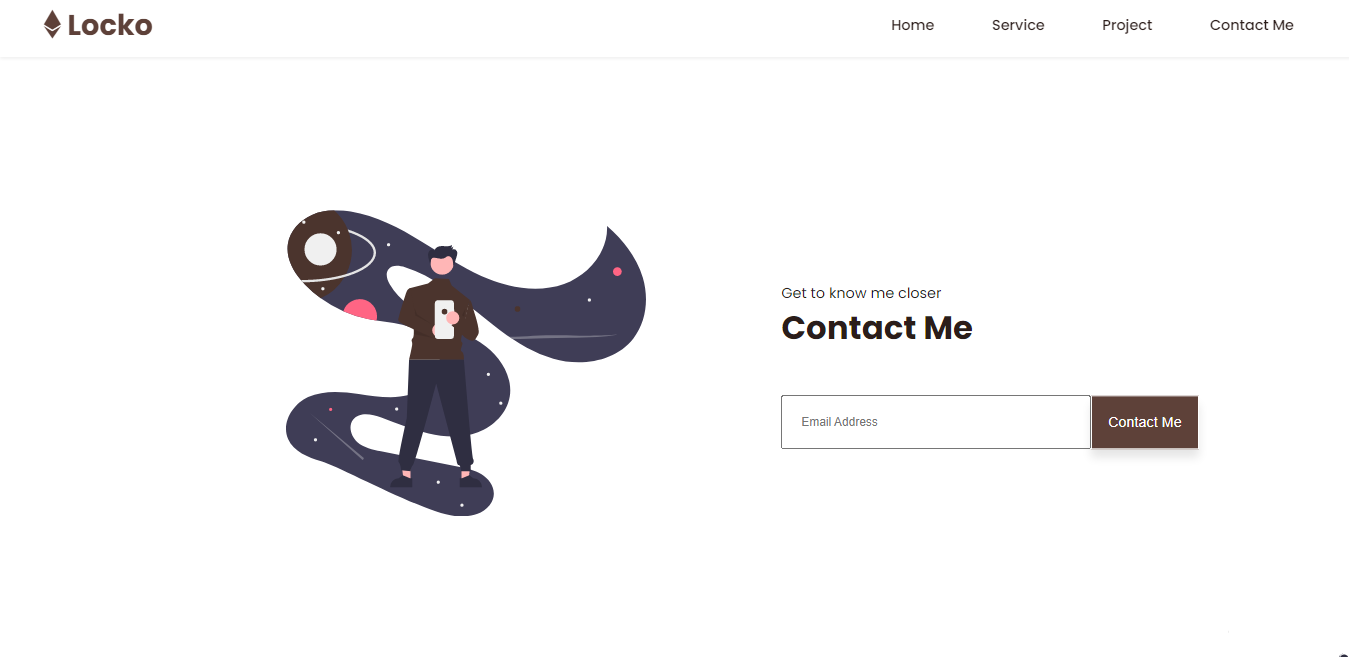 Locko
Home Service Project Contact Me
Get to know me closer
Contact Me
Email Address
Contact Me